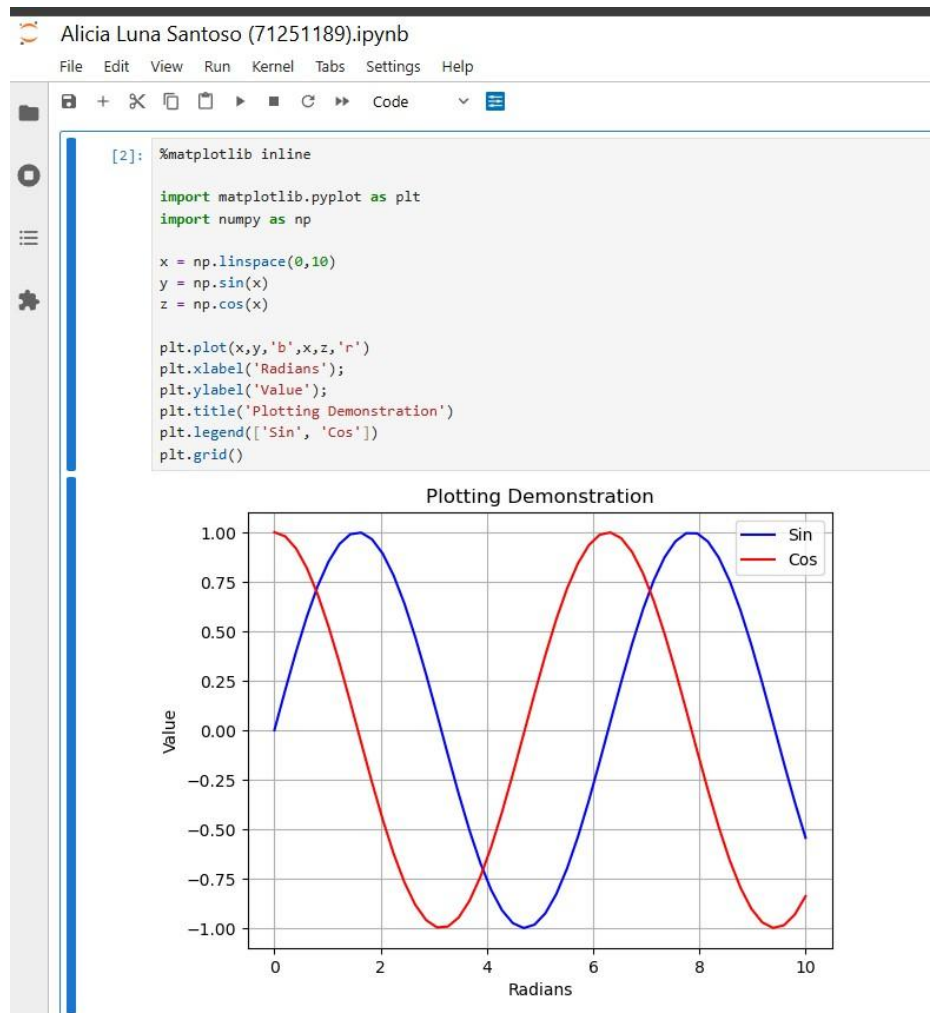 Alicia Luna Santoso (71251189).ipynb
File Edit View Run Kernel Tabs Settings Help
Code
[2]: %matplotlib inline
import matplotlib.pyplot as plt
import numpy as np
x = np.linspace(0,10)
y = np.sin(x)
z = np.cos(x)
plt.plot(x,y,'b',x,z,'r')
plt.xlabel('Radians');
plt.ylabel('Value');
plt.title('Plotting Demonstration')
plt.legend(['Sin', 'Cos'])
plt.grid()
Plotting Demonstration
Sin
Cos
1.00
0.75
0.50
0.25
0.00
−0.25
−0.50
−0.75
−1.00
Value
0 2 4 6 8 10
Radians